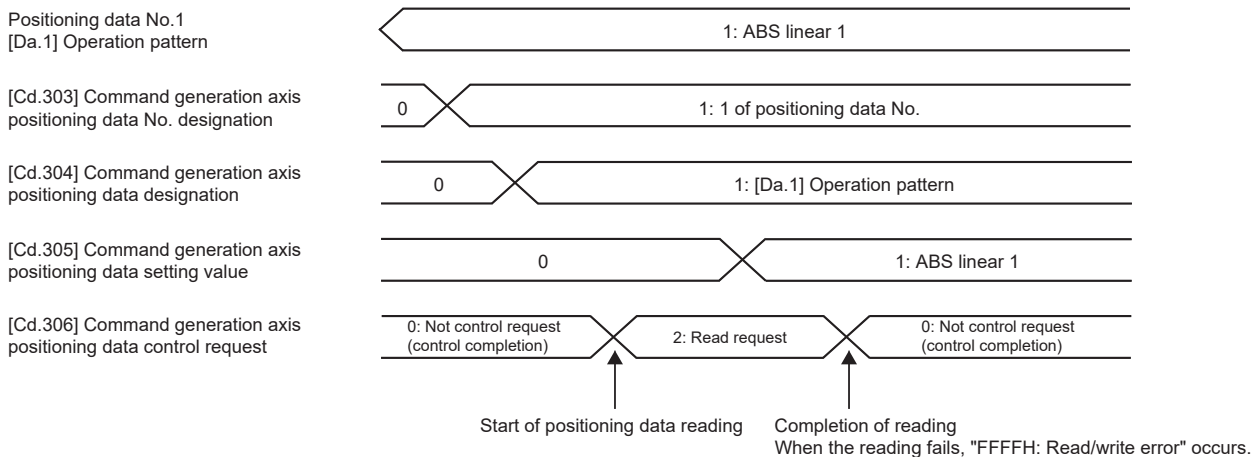 Positioning data No.1
[Da.1] Operation pattern
1: ABS linear 1
[Cd.303] Command generation axis
positioning data No. designation
0
1: 1 of positioning data No.
[Cd.304] Command generation axis
positioning data designation
0
1: [Da.1] Operation pattern
[Cd.305] Command generation axis
positioning data setting value
0
1: ABS linear 1
[Cd.306] Command generation axis
positioning data control request
0: Not control request
(control completion)
2: Read request
0: Not control request
(control completion)
Start of positioning data reading
Completion of reading
When the reading fails, "FFFFH: Read/write error" occurs.